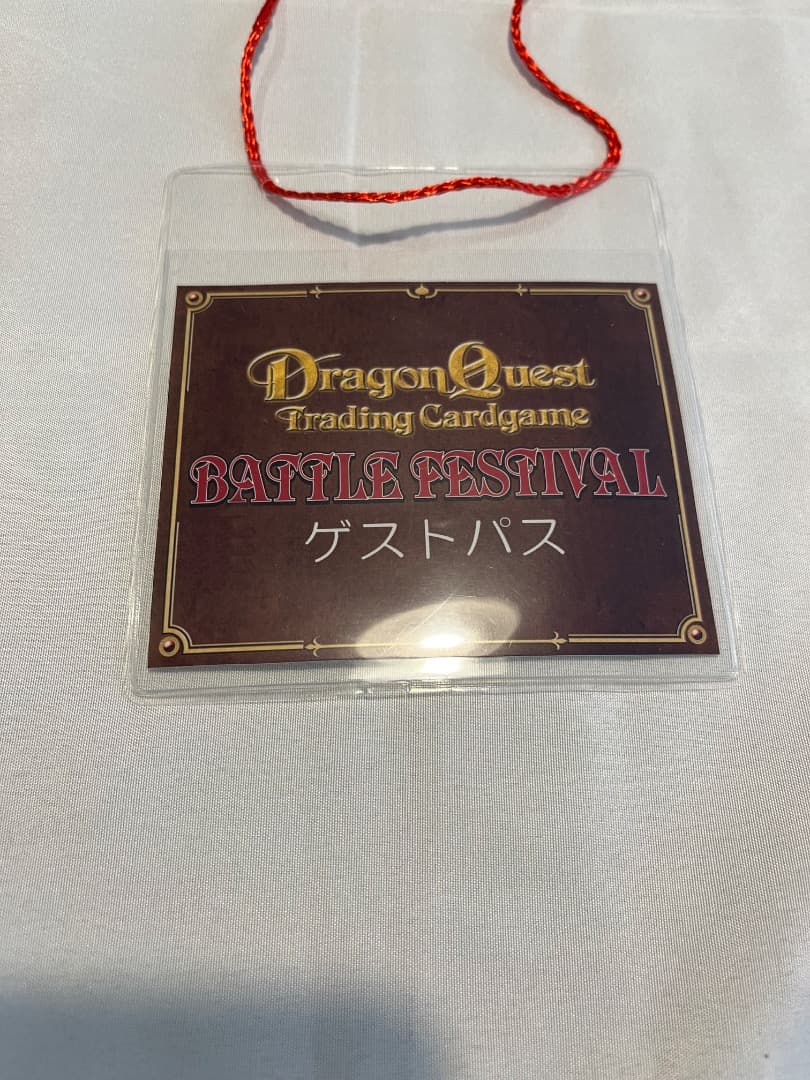 DragonQuest
Trading Cardgame
BATTLE FESTIVAL
ゲストパス